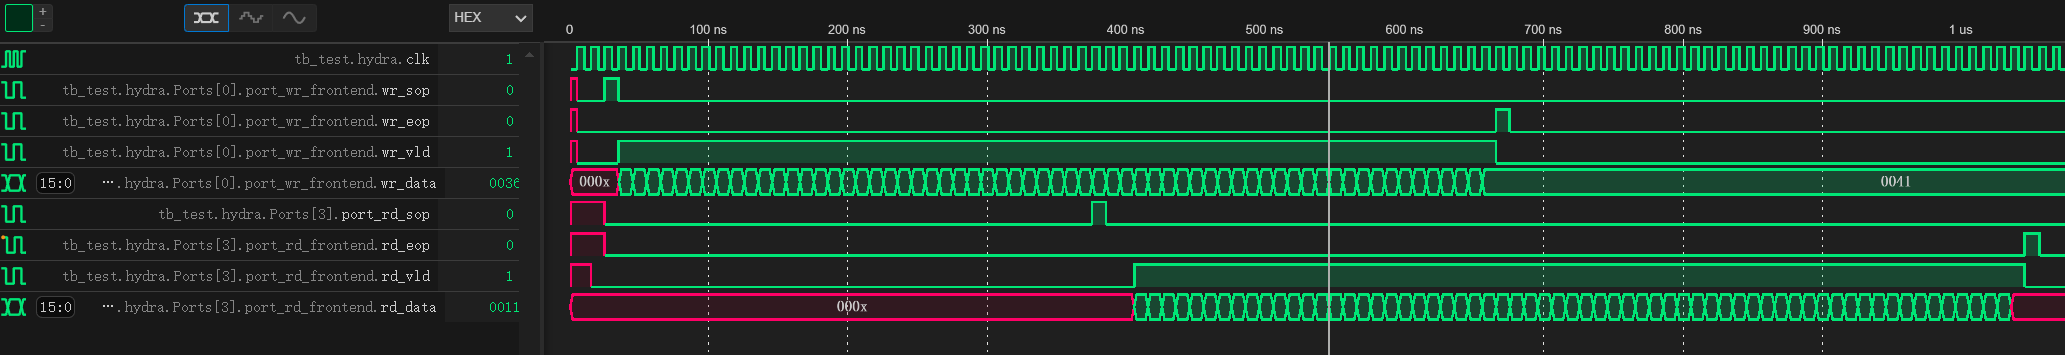 +
-
HEX
0 100 ns 200 ns 300 ns 400 ns 500 ns 600 ns 700 ns 800 ns 900 ns 1 us
tb_test.hydra.clk 1
tb_test.hydra.Ports[0].port_wr_frontend.wr_sop 0
tb_test.hydra.Ports[0].port_wr_frontend.wr_eop 0
tb_test.hydra.Ports[0].port_wr_frontend.wr_vld 1
15:0 ….hydra.Ports[0].port_wr_frontend.wr_data 0036 000x 0041
tb_test.hydra.Ports[3].port_rd_sop 0
tb_test.hydra.Ports[3].port_rd_frontend.rd_eop 0
tb_test.hydra.Ports[3].port_rd_frontend.rd_vld 1
15:0 ….hydra.Ports[3].port_rd_frontend.rd_data 0011 000x